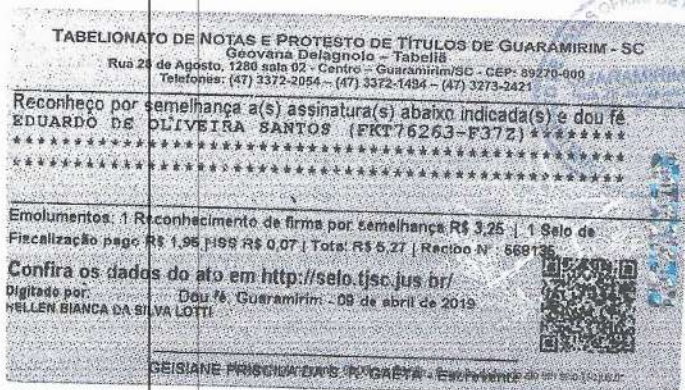 TABELIONATO DE NOTAS E PROTESTO DE TÍTULOS DE GUARAMIRIM - SC
Geovana Delagnolo – Tabeliã
Rua 28 de Agosto, 1280 sala 02 - Centro – Guaramirim/SC - CEP: 89270-000
Telefones: (47) 3372-2054 – (47) 3372-1494 – (47) 3273-2421
Reconheço por semelhança a(s) assinatura(s) abaixo indicada(s) e dou fé
EDUARDO DE OLIVEIRA SANTOS (FKT76263-F37Z)********
****************************************************
****************************************************
Emolumentos: 1 Reconhecimento de firma por semelhança R$ 3,25 | 1 Selo de
Fiscalização pago R$ 1,95 | ISS R$ 0,07 | Total R$ 5,27 | Recibo Nº: 569135
Confira os dados do ato em http://selo.tjsc.jus.br/
Digitado por: Dou fé, Guaramirim - 09 de abril de 2019
HELLEN BIANCA DA SILVA LOTTI
GEISIANE PRISCILA DA S. R. GAETA - Escrevente